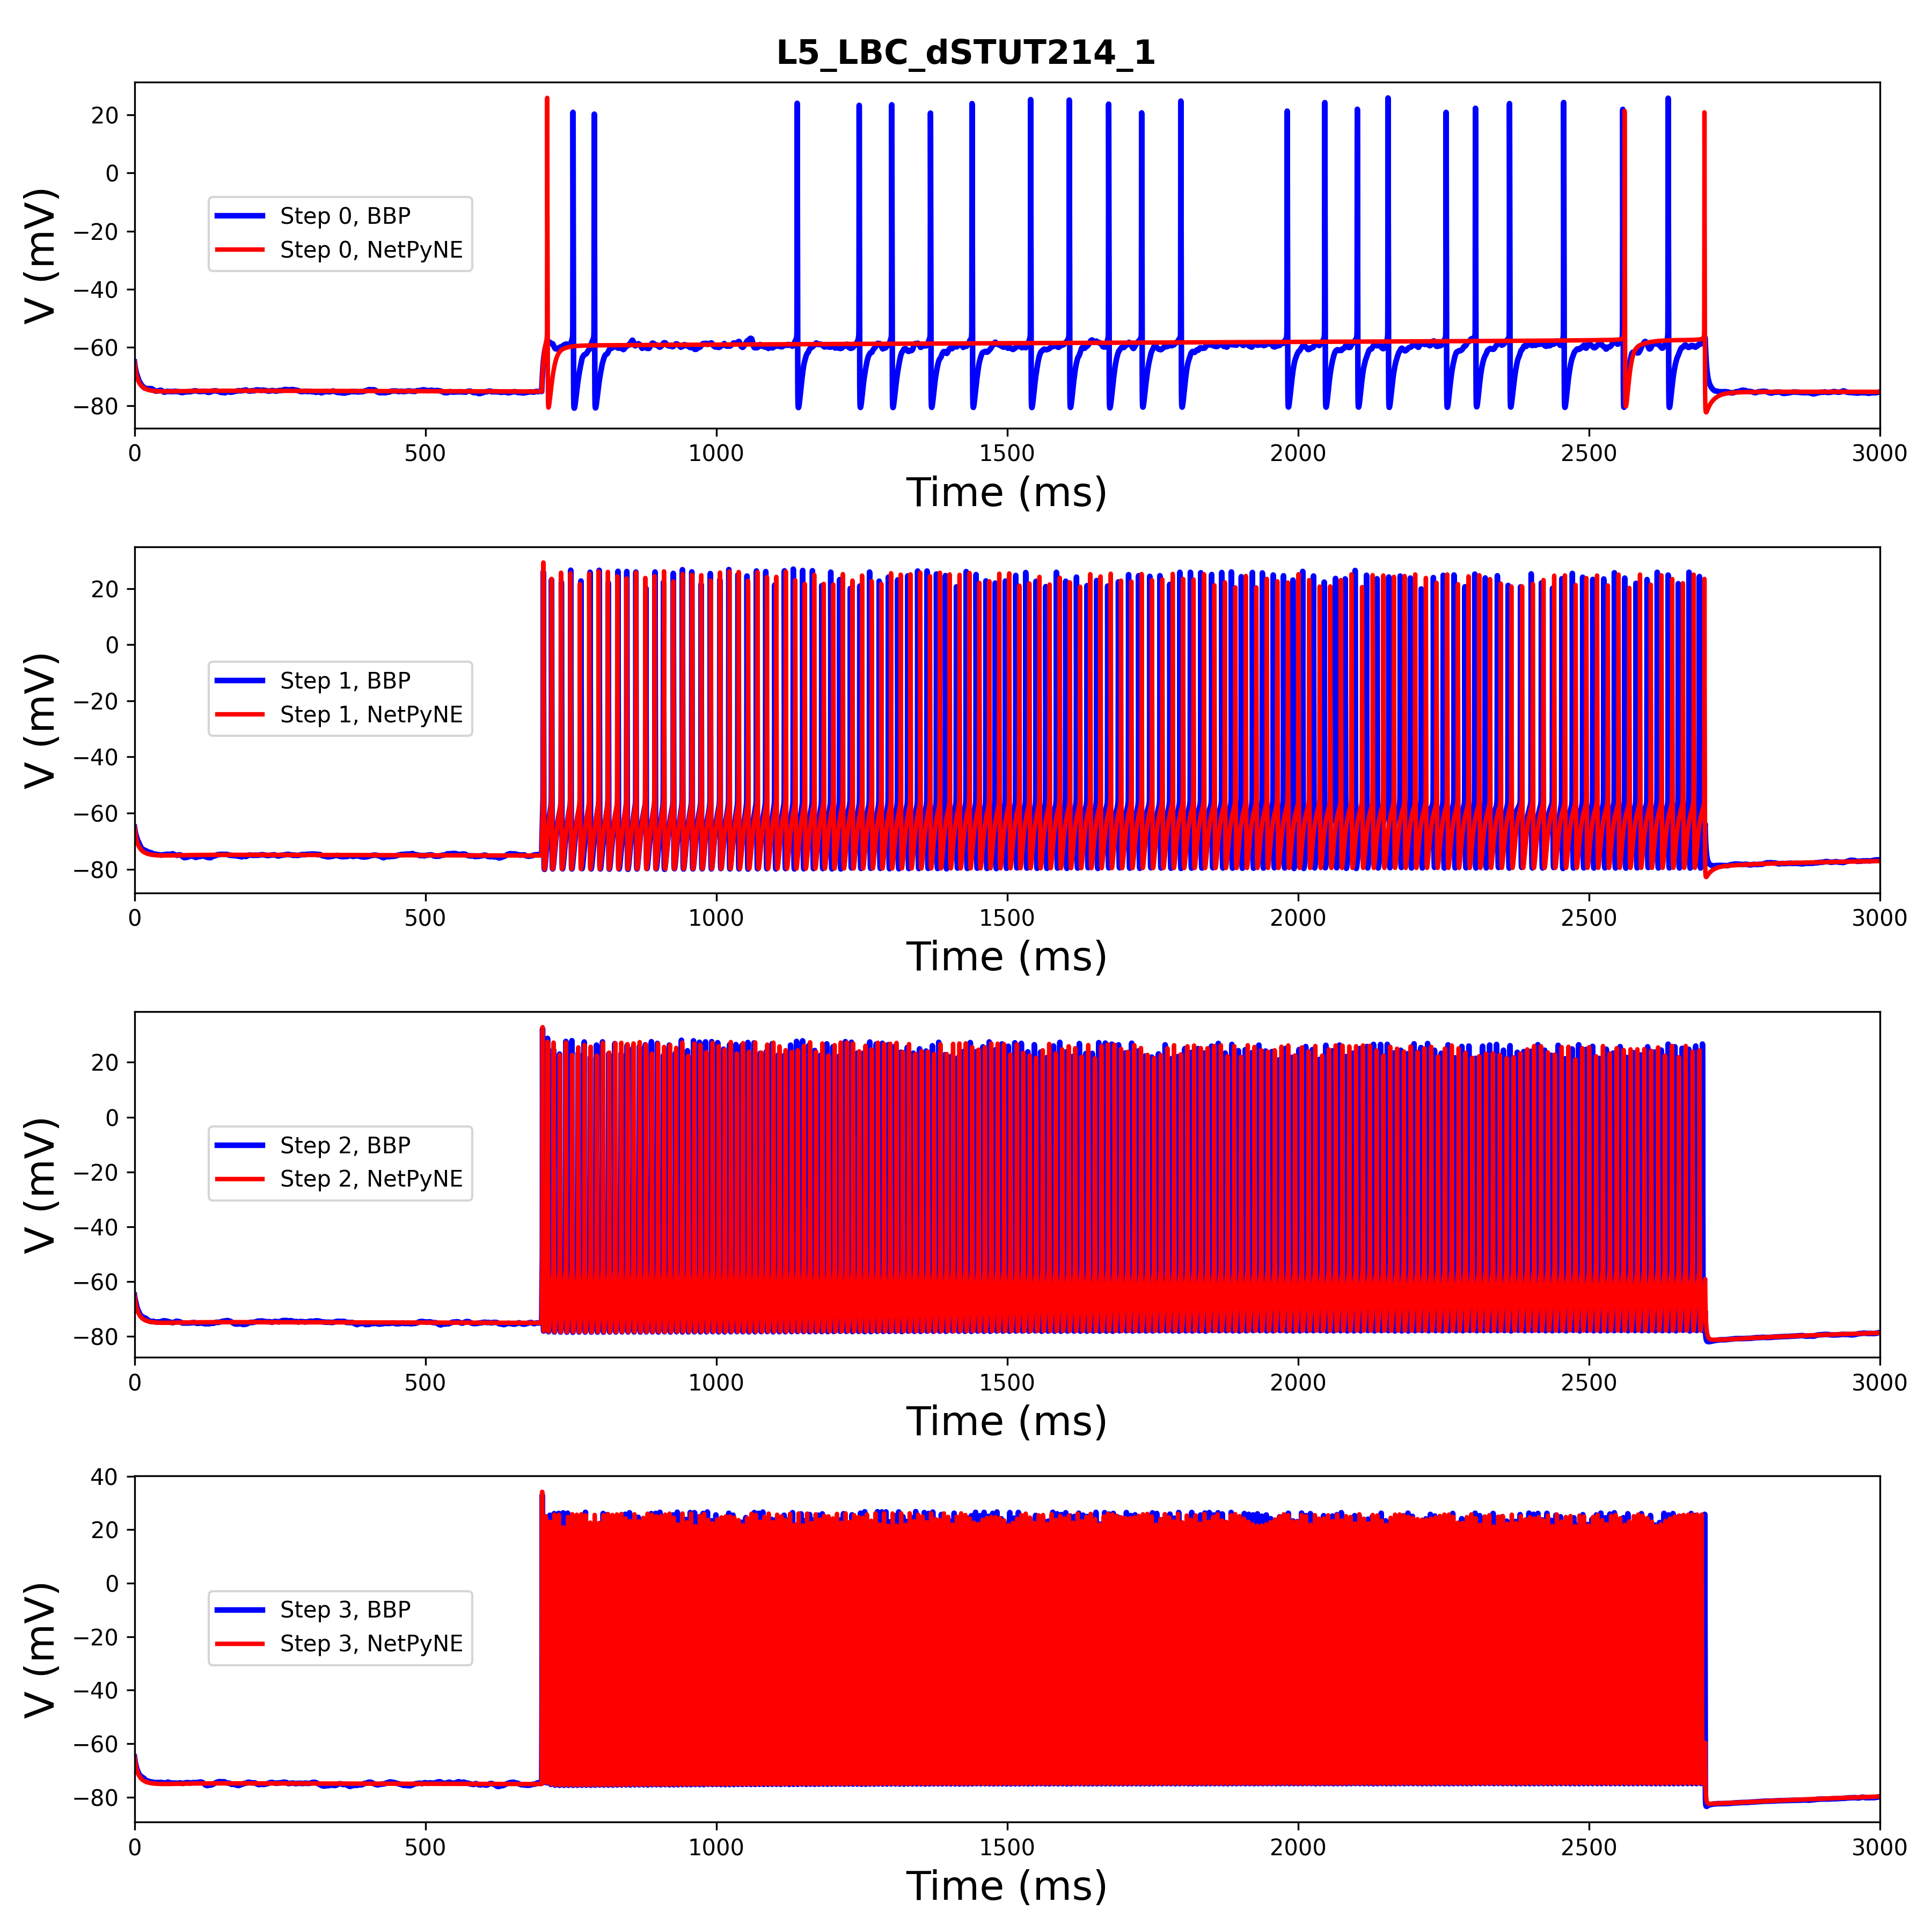 L5_LBC_dSTUT214_1
20
0
−20
−40
−60
−80
V (mV)
Step 0, BBP
Step 0, NetPyNE
0 500 1000 1500 2000 2500 3000
Time (ms)
20
0
−20
−40
−60
−80
V (mV)
Step 1, BBP
Step 1, NetPyNE
0 500 1000 1500 2000 2500 3000
Time (ms)
20
0
−20
−40
−60
−80
V (mV)
Step 2, BBP
Step 2, NetPyNE
0 500 1000 1500 2000 2500 3000
Time (ms)
40
20
0
−20
−40
−60
−80
V (mV)
Step 3, BBP
Step 3, NetPyNE
0 500 1000 1500 2000 2500 3000
Time (ms)